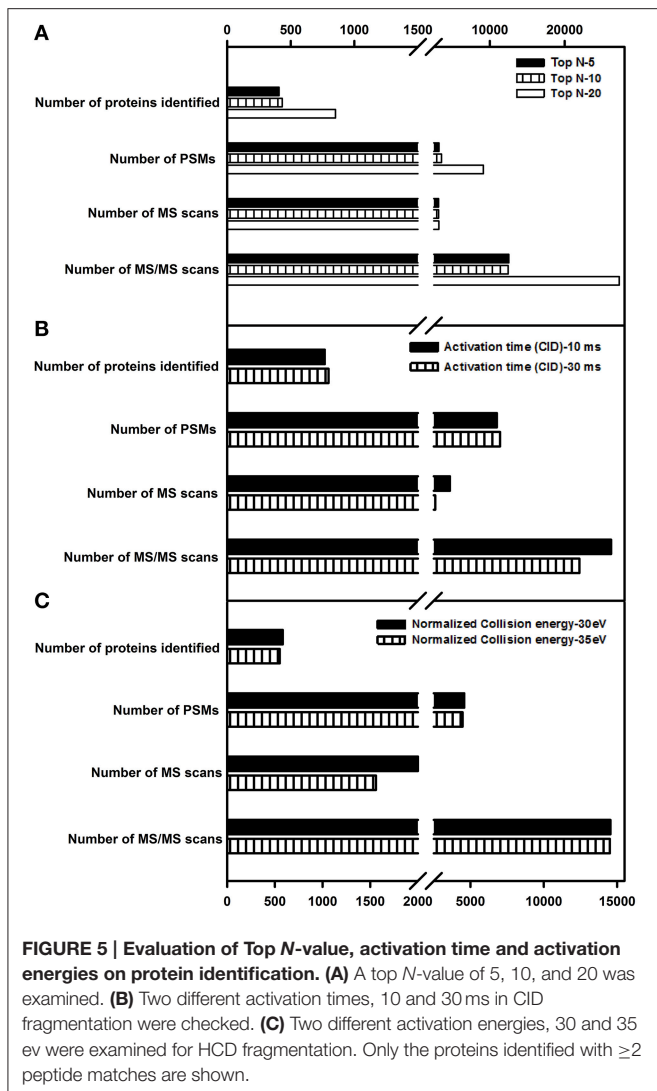 A
0 500 1000 1500 10000 20000
Top N-5
Top N-10
Top N-20
Number of proteins identified
Number of PSMs
Number of MS scans
Number of MS/MS scans
B
Activation time (CID)-10 ms
Activation time (CID)-30 ms
Number of proteins identified
Number of PSMs
Number of MS scans
Number of MS/MS scans
C
Normalized Collision energy-30eV
Normalized Collision energy-35eV
Number of proteins identified
Number of PSMs
Number of MS scans
Number of MS/MS scans
0 500 1000 1500 2000 5000 10000 15000
FIGURE 5 | Evaluation of Top N-value, activation time and activation
energies on protein identification. (A) A top N-value of 5, 10, and 20 was
examined. (B) Two different activation times, 10 and 30 ms in CID
fragmentation were checked. (C) Two different activation energies, 30 and 35
ev were examined for HCD fragmentation. Only the proteins identified with ≥2
peptide matches are shown.